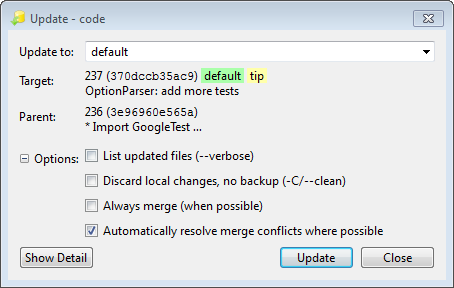 Update - code
Update to: default
Target: 237 (370dccb35ac9) default tip
OptionParser: add more tests
Parent: 236 (3e96960e565a)
* Import GoogleTest ...
Options: List updated files (--verbose)
Discard local changes, no backup (-C/--clean)
Always merge (when possible)
Automatically resolve merge conflicts where possible
Show Detail Update Close